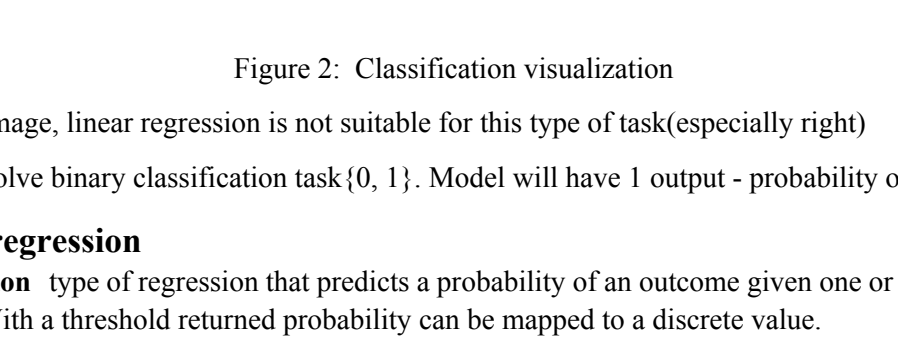 Figure 2: Classification visualization
mage, linear regression is not suitable for this type of task(especially right)
olve binary classification task{0, 1}. Model will have 1 output - probability o
regression
on type of regression that predicts a probability of an outcome given one or
ith a threshold returned probability can be mapped to a discrete value.